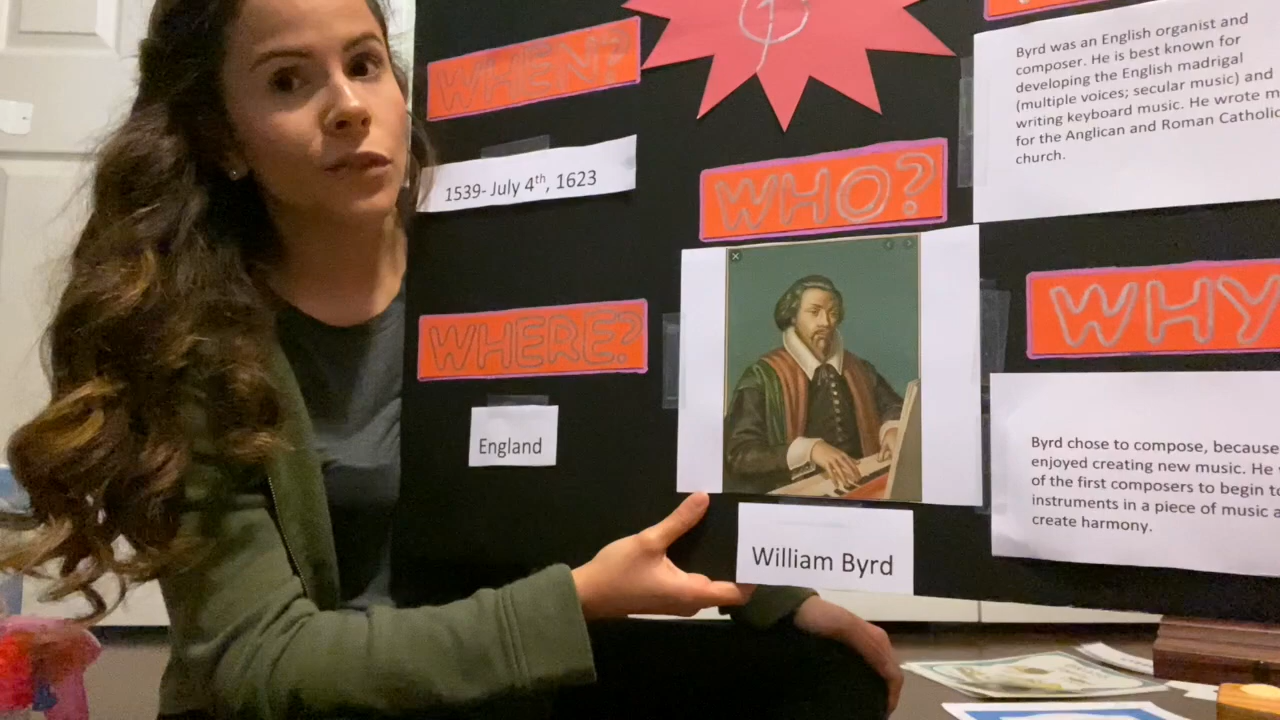 WHEN?
1539- July 4th, 1623
WHERE?
England
1
WHO?
William Byrd
Byrd was an English organist and
composer. He is best known for
developing the English madrigal
(multiple voices; secular music) and
writing keyboard music. He wrote
for the Anglican and Roman Catholic
church.
WHY
Byrd chose to compose, because
enjoyed creating new music. He
of the first composers to begin to
instruments in a piece of music
create harmony.